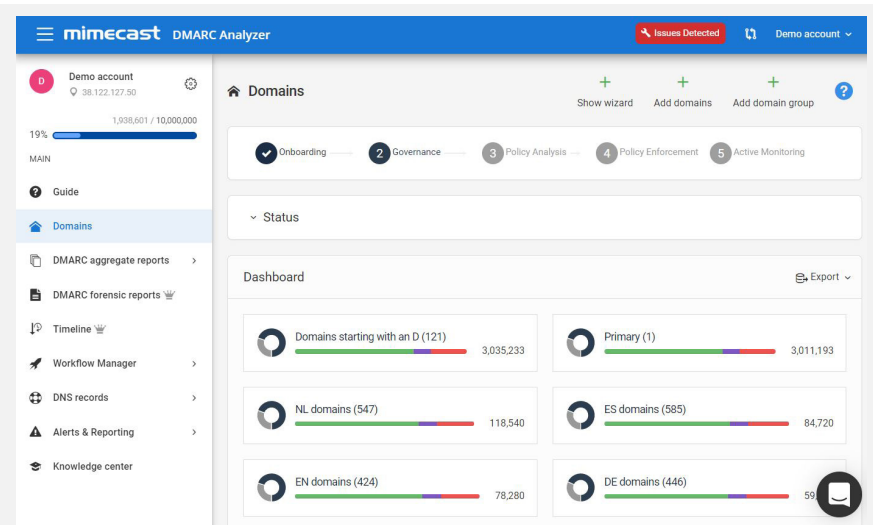 mimecast DMARC Analyzer
Issues Detected
Demo account
D
Demo account
38.122.127.50
1,938,601 / 10,000,000
19%
MAIN
Guide
Domains
DMARC aggregate reports
DMARC forensic reports
Timeline
Workflow Manager
DNS records
Alerts & Reporting
Knowledge center
Domains
Show wizard
Add domains
Add domain group
?
Onboarding
2 Governance
3 Policy Analysis
4 Policy Enforcement
5 Active Monitoring
Status
Dashboard
Export
Domains starting with an D (121)
3,035,233
Primary (1)
3,011,193
NL domains (547)
118,540
ES domains (585)
84,720
EN domains (424)
78,280
DE domains (446)